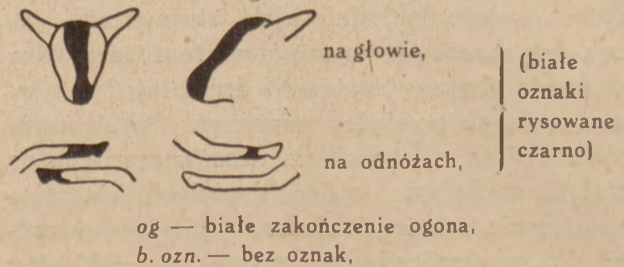 na głowie,
(białe
oznaki
rysowane
czarno)
na odnóżach,
og — białe zakończenie ogona,
b. ozn. — bez oznak,